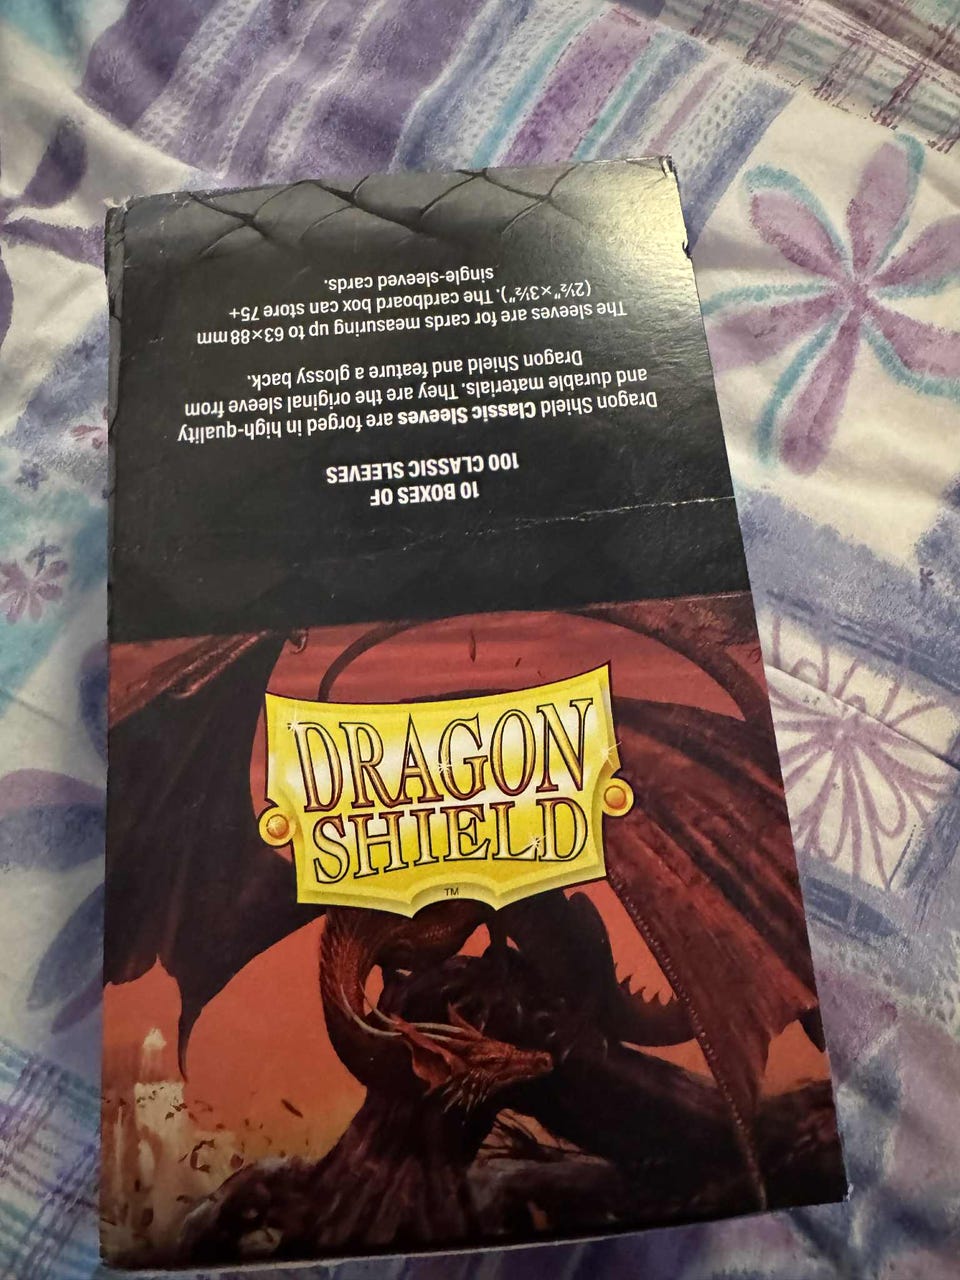 10 BOXES OF
100 CLASSIC SLEEVES
Dragon Shield Classic Sleeves are forged in high-quality
and durable materials. They are the original sleeve from
Dragon Shield and feature a glossy back.
The sleeves are for cards measuring up to 63×88 mm
(2½"×3½"). The cardboard box can store 75+
single-sleeved cards.
DRAGON
SHIELD
TM